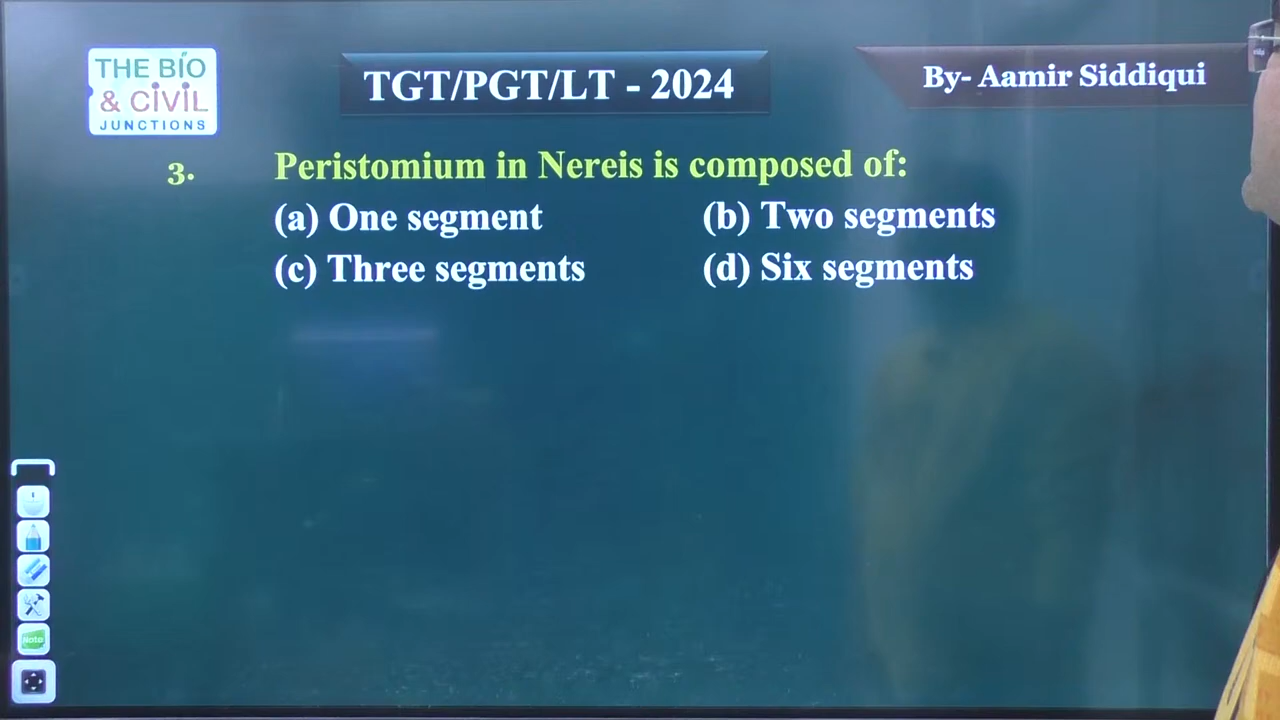 THE BIO
& CIVIL
JUNCTIONS
TGT/PGT/LT - 2024
By- Aamir Siddiqui
3. Peristomium in Nereis is composed of:
(a) One segment (b) Two segments
(c) Three segments (d) Six segments
Note